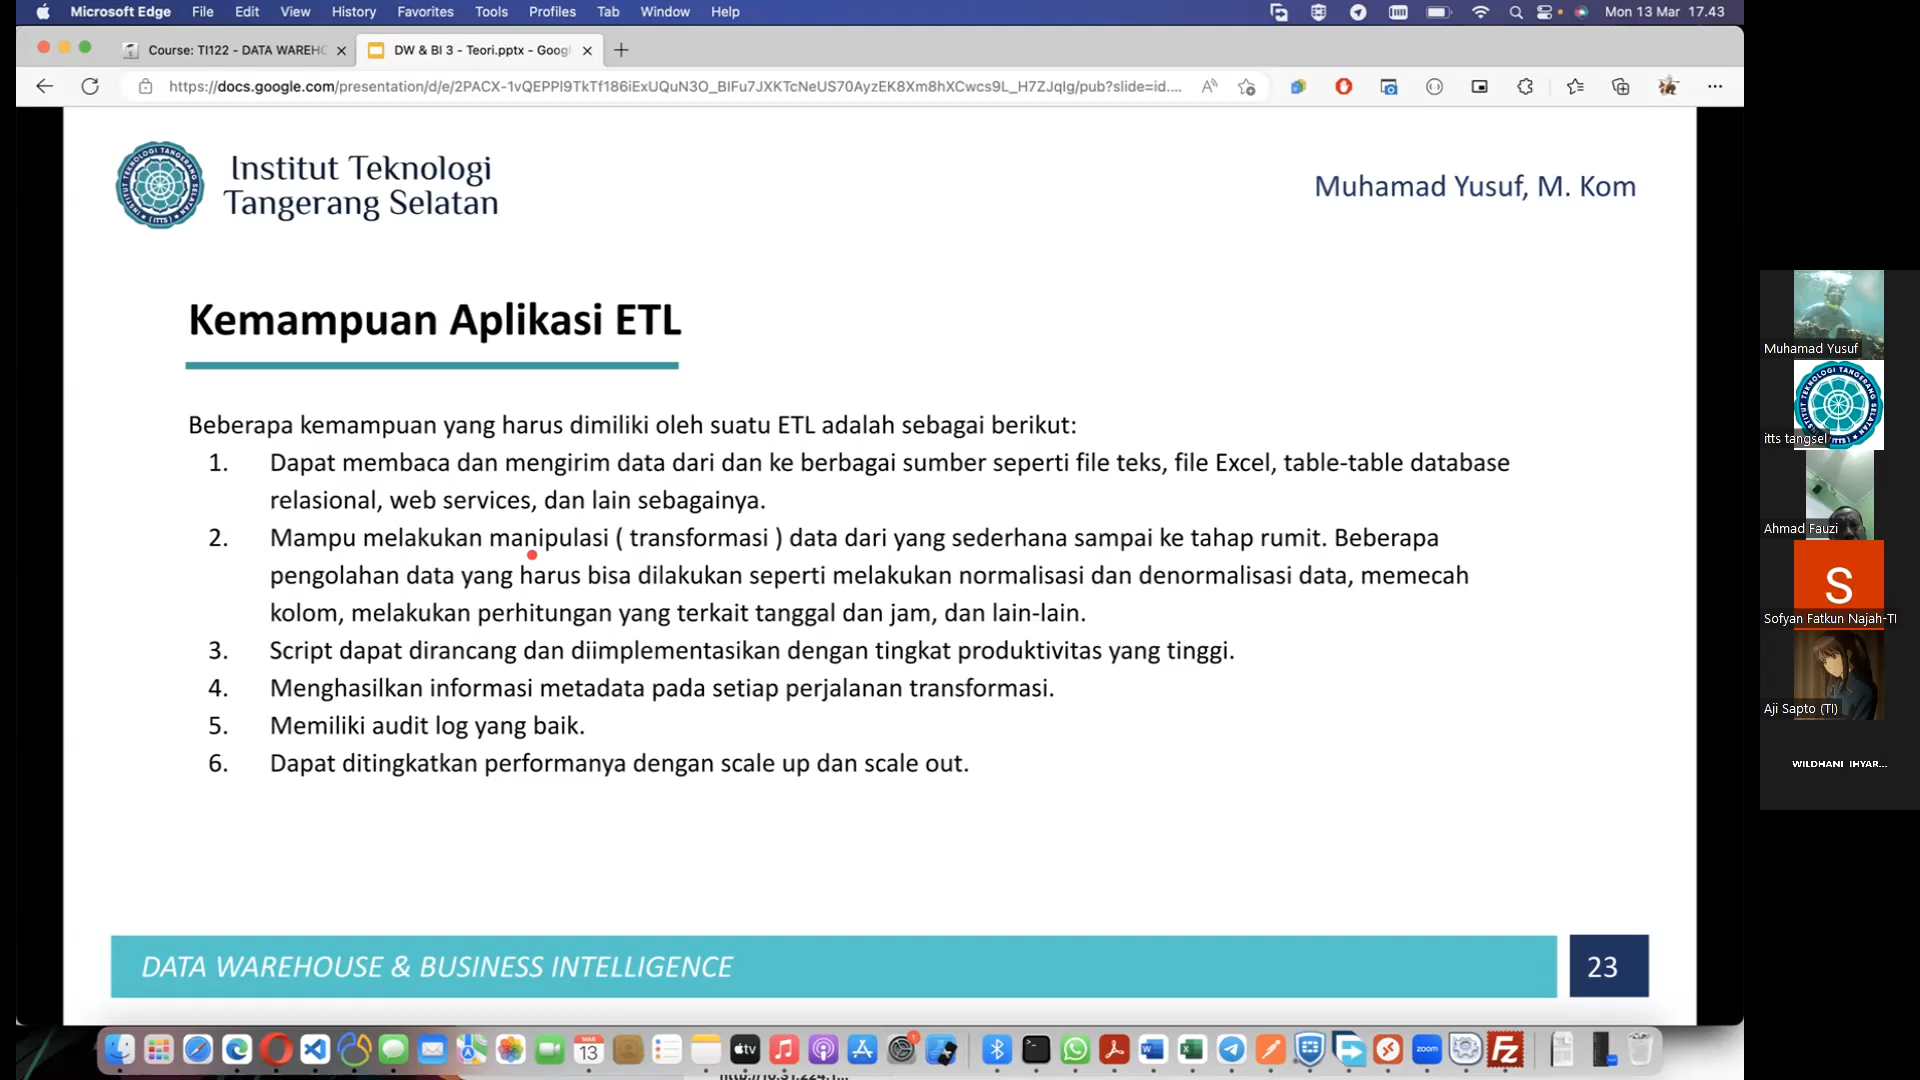 Microsoft Edge File Edit View History Favorites Tools Profiles Tab Window Help Mon 13 Mar 17.43
Course: TI122 - DATA WAREHO DW & BI 3 - Teori.pptx - Goog
https://docs.google.com/presentation/d/e/2PACX-1vQEPPI9TkTf186iExUQuN3O_BIFu7JXKTcNeUS70AyzEK8Xm8hXCwcs9L_H7ZJqIg/pub?slide=id....
Institut Teknologi
Tangerang Selatan
Muhamad Yusuf, M. Kom
Kemampuan Aplikasi ETL
Beberapa kemampuan yang harus dimiliki oleh suatu ETL adalah sebagai berikut:
1. Dapat membaca dan mengirim data dari dan ke berbagai sumber seperti file teks, file Excel, table-table database
relasional, web services, dan lain sebagainya.
2. Mampu melakukan manipulasi ( transformasi ) data dari yang sederhana sampai ke tahap rumit. Beberapa
pengolahan data yang harus bisa dilakukan seperti melakukan normalisasi dan denormalisasi data, memecah
kolom, melakukan perhitungan yang terkait tanggal dan jam, dan lain-lain.
3. Script dapat dirancang dan diimplementasikan dengan tingkat produktivitas yang tinggi.
4. Menghasilkan informasi metadata pada setiap perjalanan transformasi.
5. Memiliki audit log yang baik.
6. Dapat ditingkatkan performanya dengan scale up dan scale out.
DATA WAREHOUSE & BUSINESS INTELLIGENCE
23
Muhamad Yusuf
itts tangsel
Ahmad Fauzi
S
Sofyan Fatkun Najah-TI
Aji Sapto (TI)
WILDHANI IHYAR...
MAR
13
tv
zoom
Fz